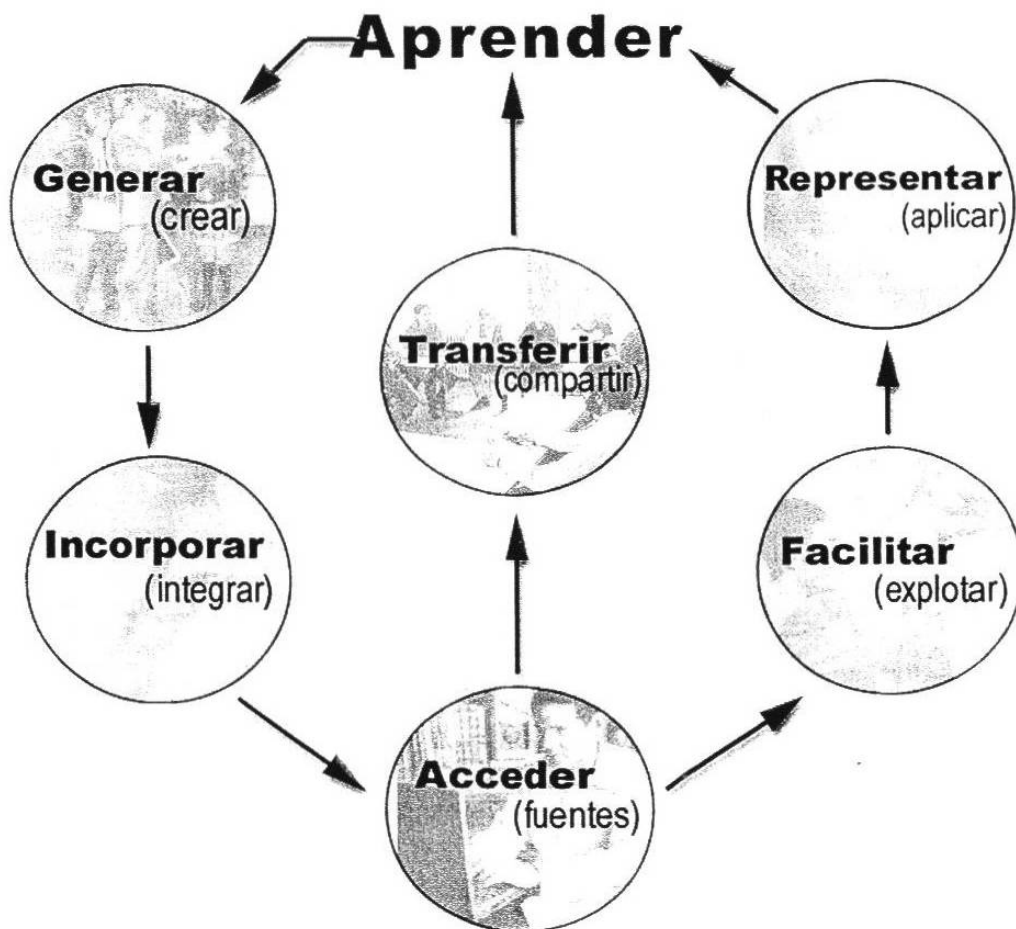 Aprender
Generar
(crear)
Representar
(aplicar)
Transferir
(compartir)
Incorporar
(integrar)
Facilitar
(explotar)
Acceder
(fuentes)